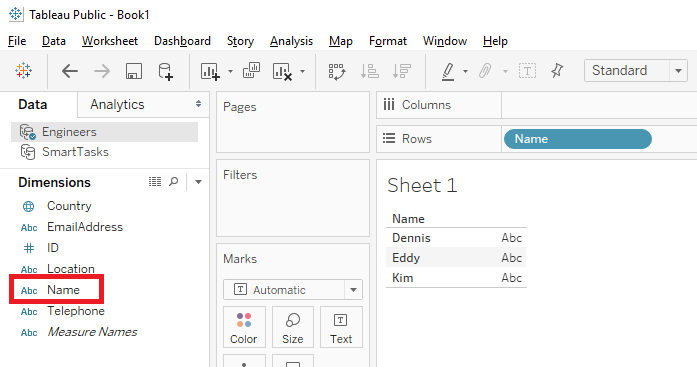 Tableau Public - Book1
File Data Worksheet Dashboard Story Analysis Map Format Window Help
Standard
Data Analytics
Engineers
SmartTasks
Dimensions
Country
Abc EmailAddress
# ID
Abc Location
Abc Name
Abc Telephone
Abc Measure Names
Pages
Filters
Marks
T Automatic
Color Size T Text
Columns
Rows Name
Sheet 1
Name
Dennis Abc
Eddy Abc
Kim Abc